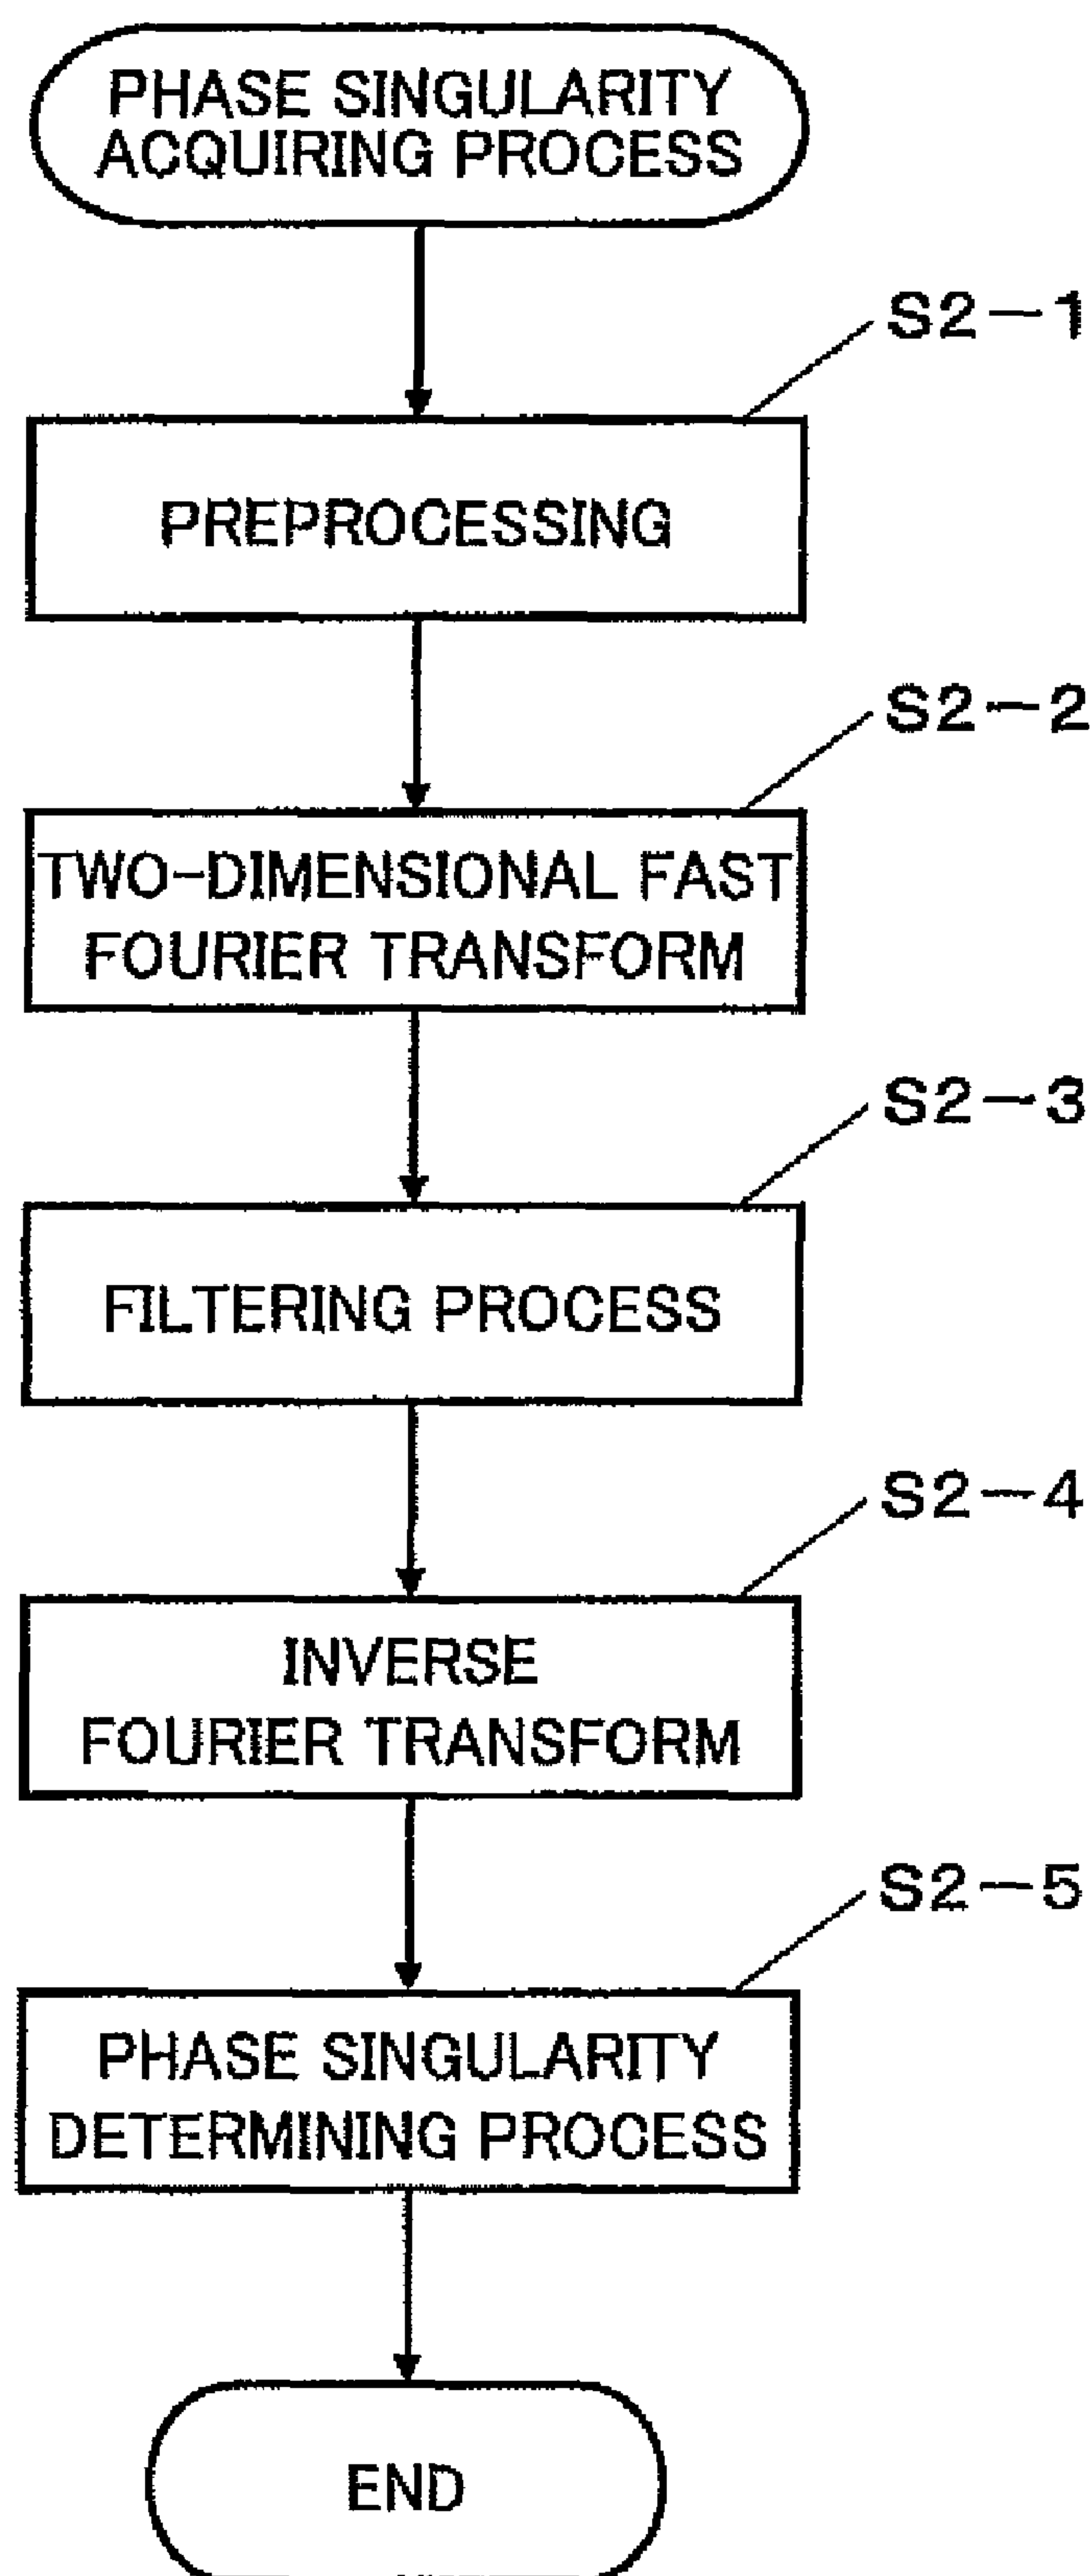 PHASE SINGULARITY
ACQUIRING PROCESS
S2-1
PREPROCESSING
S2-2
TWO-DIMENSIONAL FAST
FOURIER TRANSFORM
S2-3
FILTERING PROCESS
S2-4
INVERSE
FOURIER TRANSFORM
S2-5
PHASE SINGULARITY
DETERMINING PROCESS
END